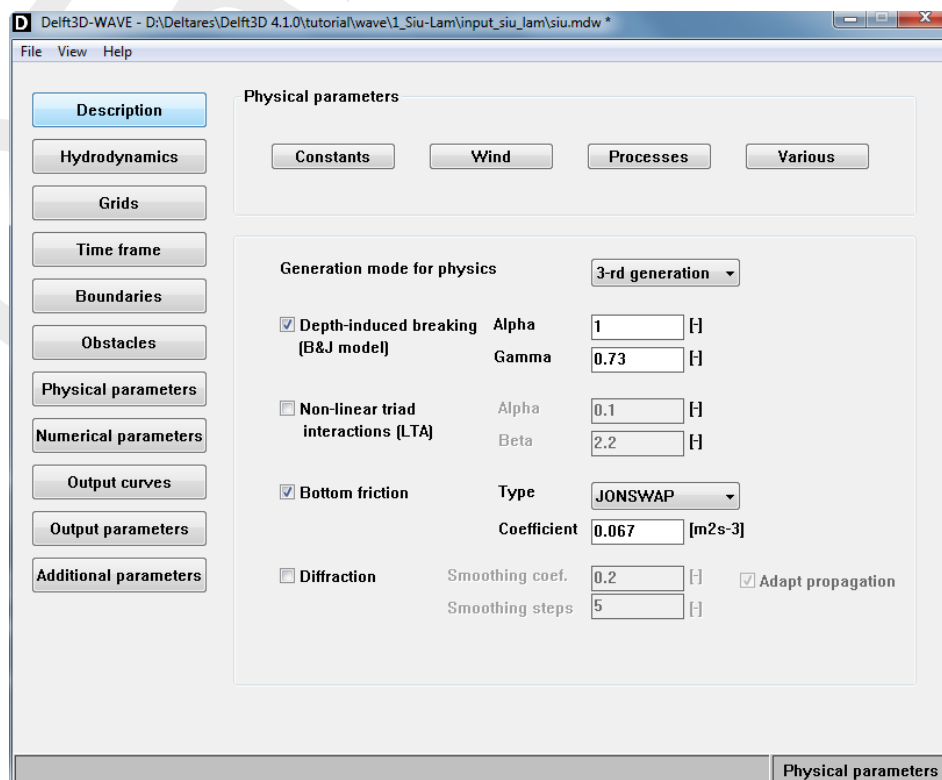 D Delft3D-WAVE - D:\Deltares\Delft3D 4.1.0\tutorial\wave\1_Siu-Lam\input_siu_lam\siu.mdw *
File View Help
Description
Hydrodynamics
Grids
Time frame
Boundaries
Obstacles
Physical parameters
Numerical parameters
Output curves
Output parameters
Additional parameters
Physical parameters
Constants Wind Processes Various
Generation mode for physics 3-rd generation
Depth-induced breaking Alpha 1 [-]
(B&J model) Gamma 0.73 [-]
Non-linear triad Alpha 0.1 [-]
interactions (LTA) Beta 2.2 [-]
Bottom friction Type JONSWAP
Coefficient 0.067 [m2s-3]
Diffraction Smoothing coef. 0.2 [-] Adapt propagation
Smoothing steps 5 [-]
Physical parameters